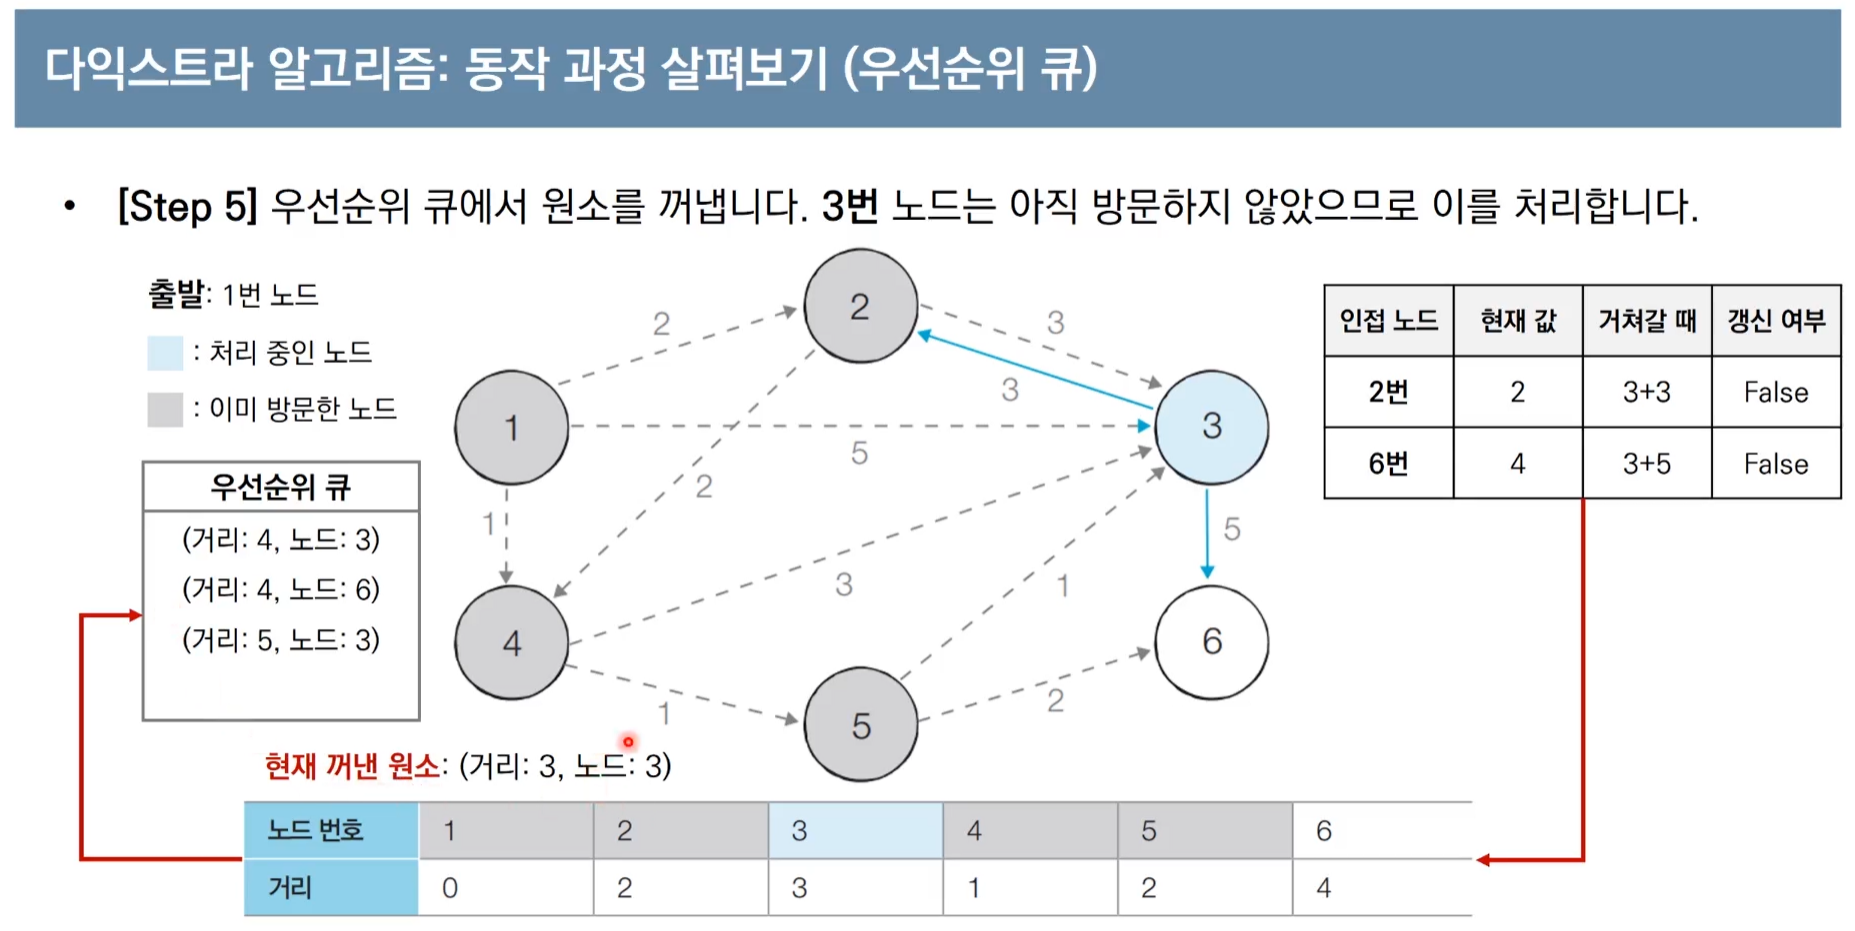 다익스트라 알고리즘: 동작 과정 살펴보기 (우선순위 큐)
• [Step 5] 우선순위 큐에서 원소를 꺼냅니다. 3번 노드는 아직 방문하지 않았으므로 이를 처리합니다.
출발: 1번 노드
: 처리 중인 노드
: 이미 방문한 노드
우선순위 큐
(거리: 4, 노드: 3)
(거리: 4, 노드: 6)
(거리: 5, 노드: 3)
2
2
3
3
1
5
3
2
1
5
4
3
1
6
1
5
2
인접 노드 현재 값 거쳐갈 때 갱신 여부
2번 2 3+3 False
6번 4 3+5 False
현재 꺼낸 원소: (거리: 3, 노드: 3)
노드 번호 1 2 3 4 5 6
거리 0 2 3 1 2 4